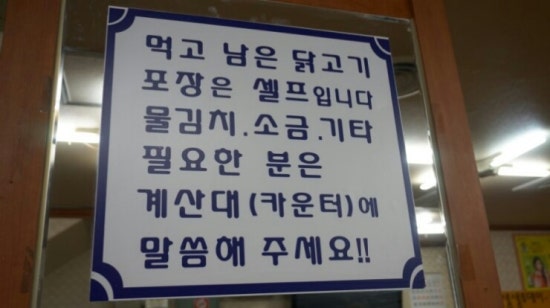 먹고 남은 닭고기
포장은 셀프입니다
물김치.소금.기타
필요한 분은
계산대(카운터)에
말씀해 주세요!!